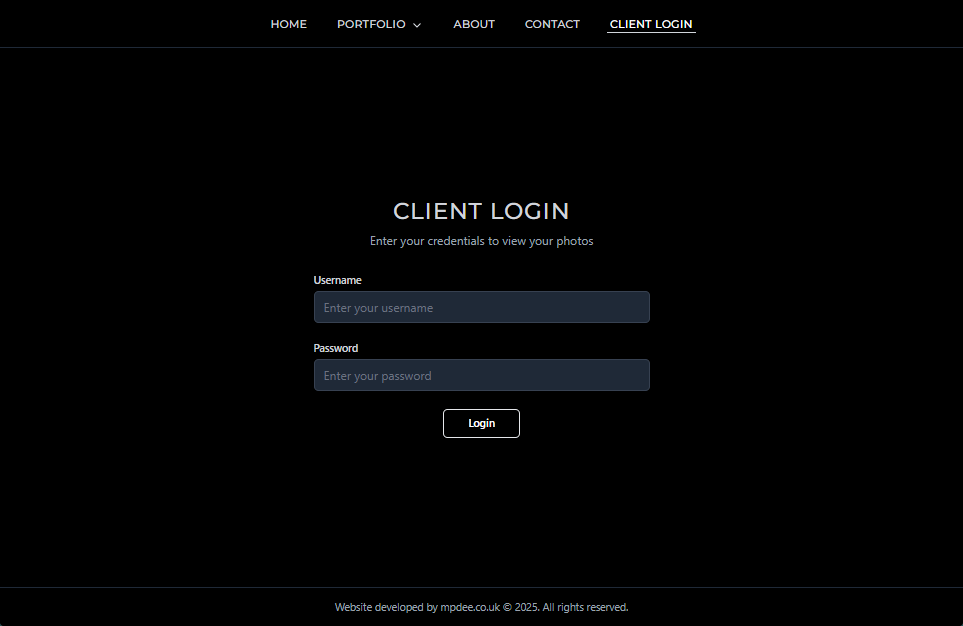 HOME PORTFOLIO ABOUT CONTACT CLIENT LOGIN
CLIENT LOGIN
Enter your credentials to view your photos
Username
Enter your username
Password
Enter your password
Login
Website developed by mpdee.co.uk © 2025. All rights reserved.